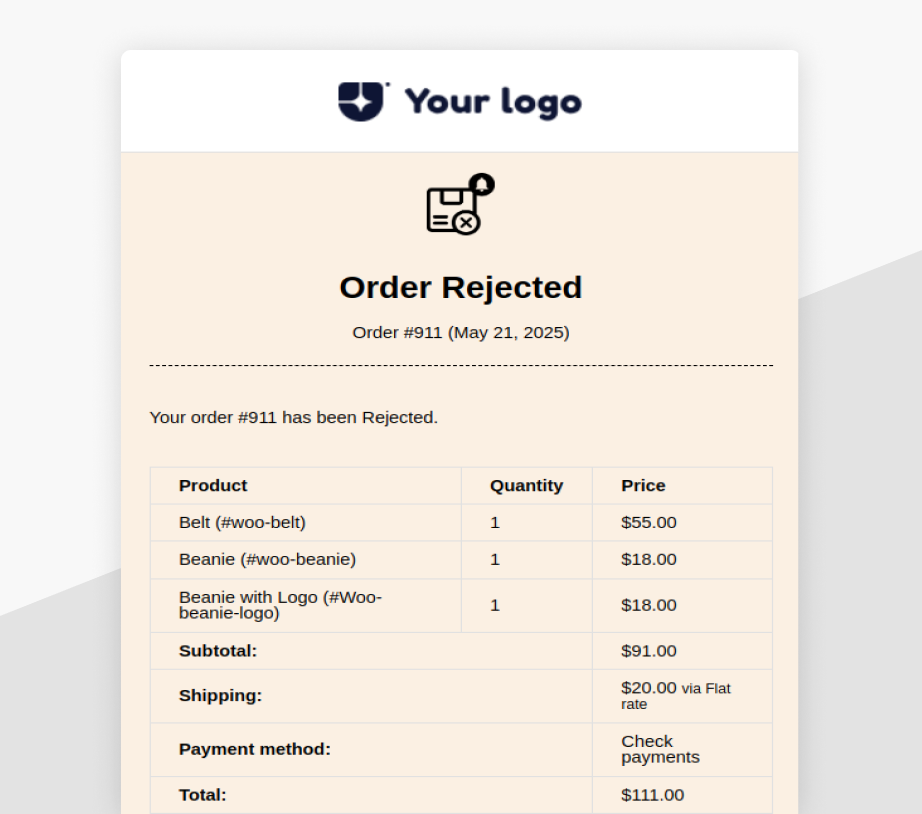 Your logo
Order Rejected
Order #911 (May 21, 2025)
Your order #911 has been Rejected.
Product Quantity Price
Belt (#woo-belt) 1 $55.00
Beanie (#woo-beanie) 1 $18.00
Beanie with Logo (#Woo-
beanie-logo) 1 $18.00
Subtotal: $91.00
Shipping: $20.00 via Flat
rate
Payment method: Check
payments
Total: $111.00